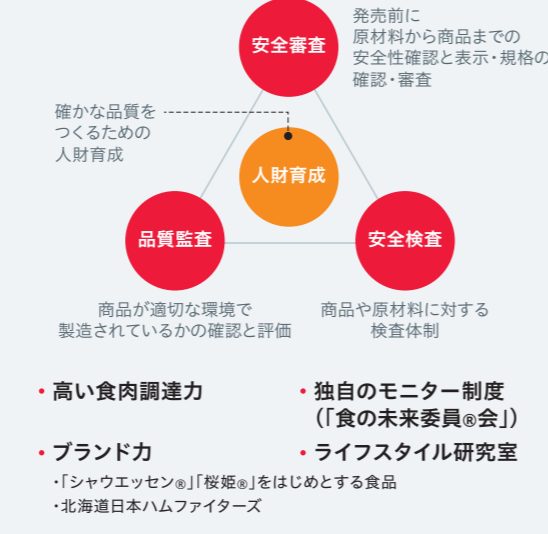 安全審査
発売前に
原材料から商品までの
安全性確認と表示・規格の
確認・審査
確かな品質を
つくるための
人財育成
人財育成
品質監査
安全検査
商品が適切な環境で
製造されているかの確認と評価
商品や原材料に対する
検査体制
・高い食肉調達力
・独自のモニター制度
（「食の未来委員®会」）
・ブランド力
・「シャウエッセン®」「桜姫®」をはじめとする食品
・北海道日本ハムファイターズ
・ライフスタイル研究室